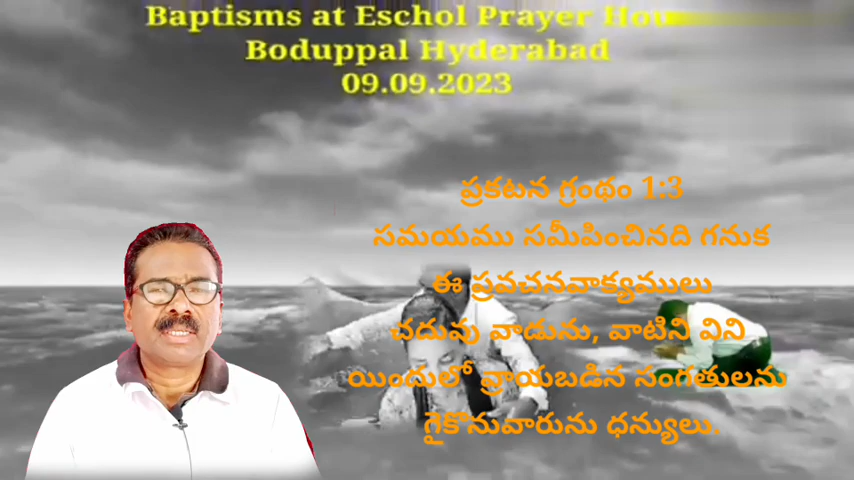 Baptisms at Eschol Prayer
Boduppal Hyderabad
09.09.2023
ప్రకటన గ్రంథం 1:3
సమయము సమీపించినది గనుక
ఈ ప్రవచనవాక్యములు
చదువు వాడును, వాటిని విని
యిందులో వ్రాయబడిన సంగతులను
గైకొనువారును ధన్యులు.